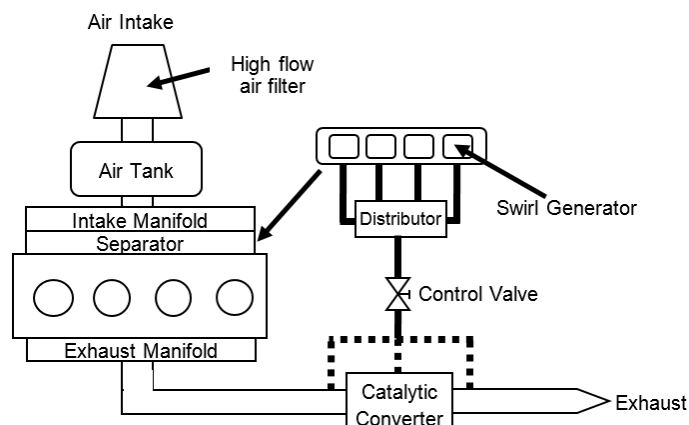 Air Intake
High flow
air filter
Air Tank
Intake Manifold
Separator
Swirl Generator
Distributor
Control Valve
Exhaust Manifold
Catalytic
Converter
Exhaust